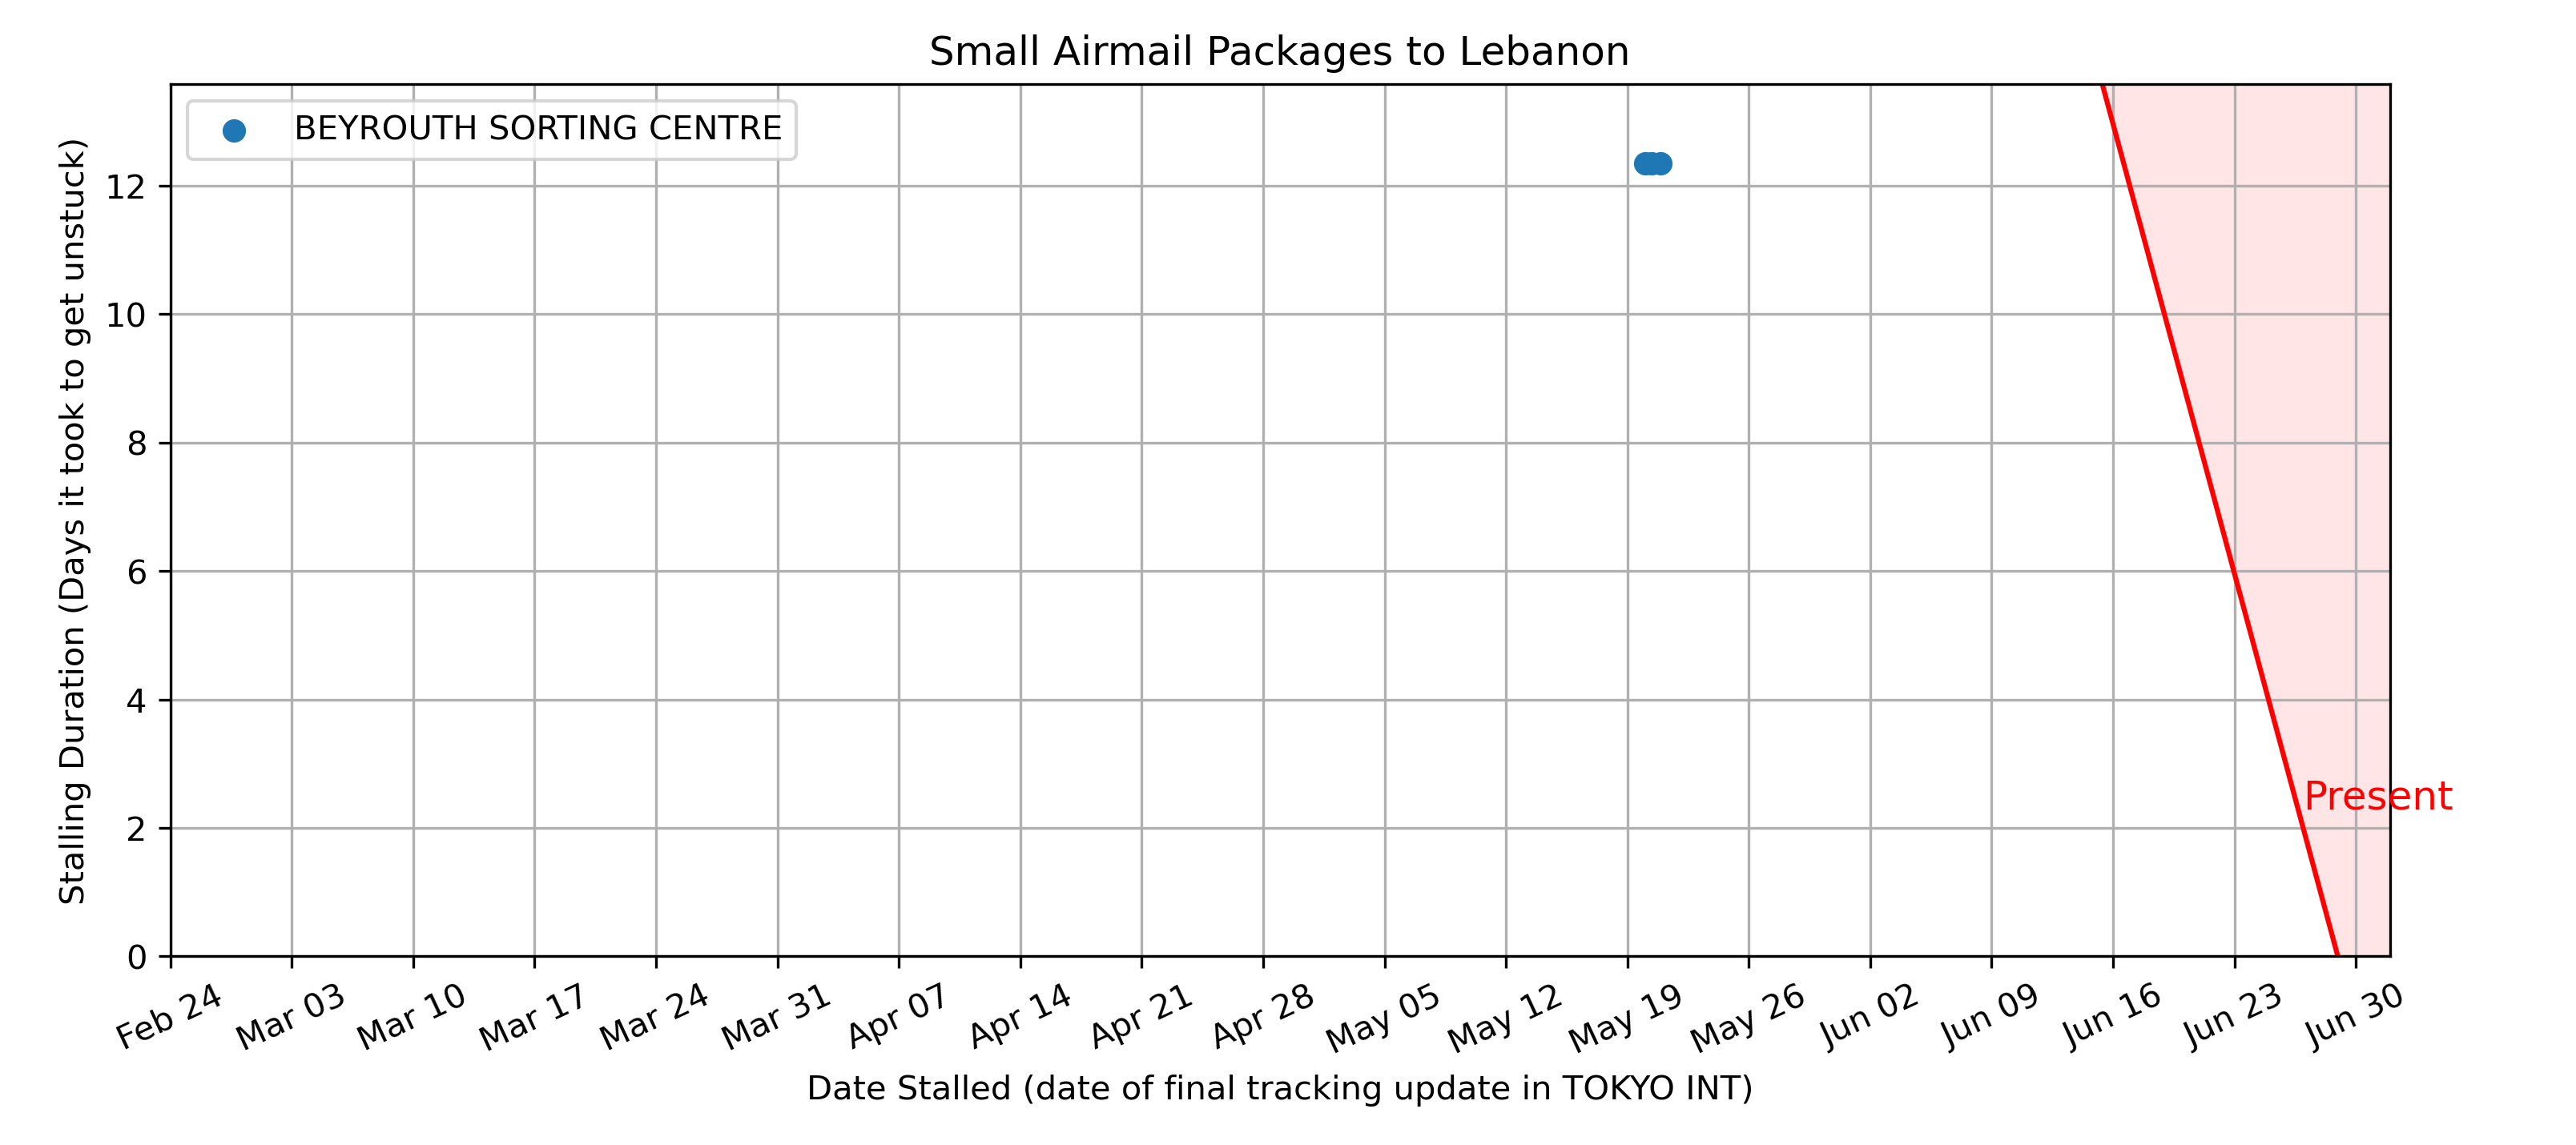 Small Airmail Packages to Lebanon
BEYROUTH SORTING CENTRE
Stalling Duration (Days it took to get unstuck)
12
10
8
6
4
2
0
Present
Feb 24
Mar 03
Mar 10
Mar 17
Mar 24
Mar 31
Apr 07
Apr 14
Apr 21
Apr 28
May 05
May 12
May 19
May 26
Jun 02
Jun 09
Jun 16
Jun 23
Jun 30
Date Stalled (date of final tracking update in TOKYO INT)